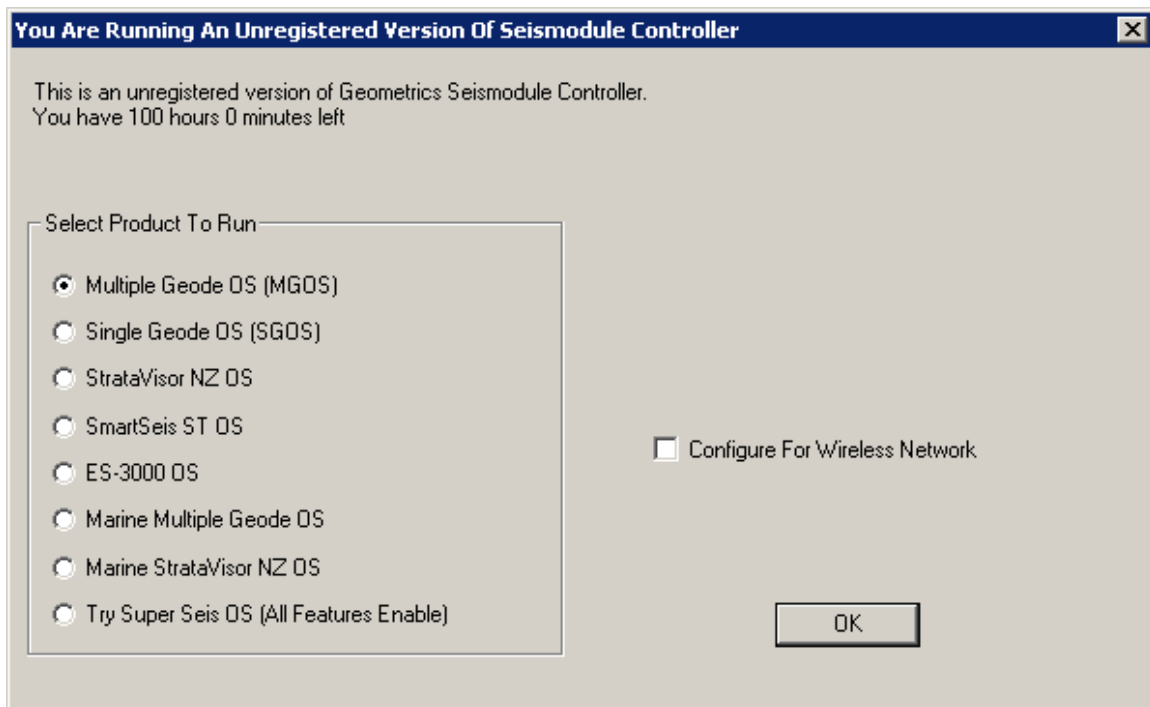 You Are Running An Unregistered Version Of Seismodule Controller
This is an unregistered version of Geometrics Seismodule Controller.
You have 100 hours 0 minutes left
Select Product To Run
Multiple Geode OS (MGOS)
Single Geode OS (SGOS)
StrataVisor NZ OS
SmartSeis ST OS
ES-3000 OS
Marine Multiple Geode OS
Marine StrataVisor NZ OS
Try Super Seis OS (All Features Enable)
Configure For Wireless Network
OK